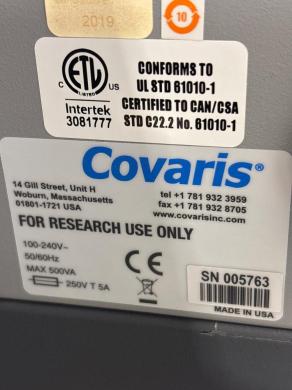 2019
10
ETL
C US
LISTED
Intertek
3081777
CONFORMS TO
UL STD 61010-1
CERTIFIED TO CAN/CSA
STD C22.2 No. 61010-1
Covaris®
14 Gill Street, Unit H
Woburn, Massachusetts
01801-1721 USA
tel +1 781 932 3959
fax +1 781 932 8705
www.covarisinc.com
FOR RESEARCH USE ONLY
100-240V~
50/60Hz
MAX 500VA
250V T 5A
CE
SN 005763
MADE IN USA